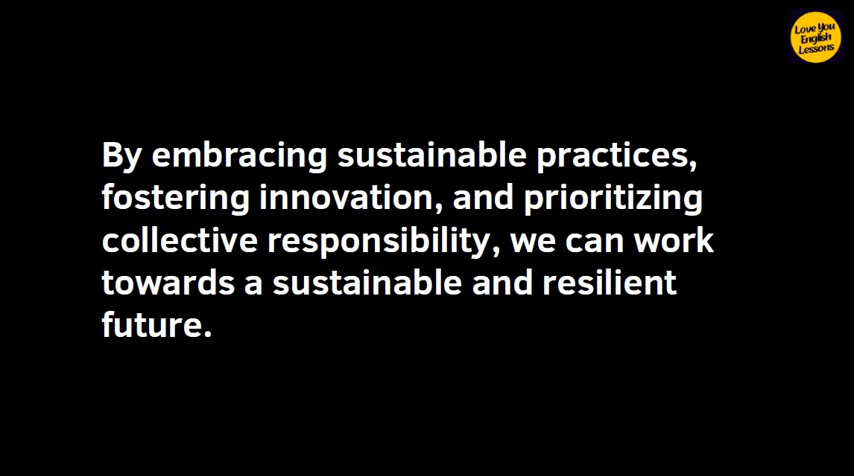 Love You
English
Lessons
By embracing sustainable practices,
fostering innovation, and prioritizing
collective responsibility, we can work
towards a sustainable and resilient
future.